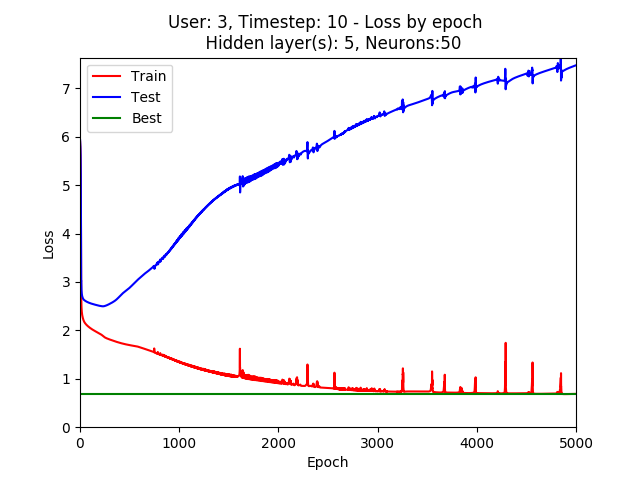 User: 3, Timestep: 10 - Loss by epoch
Hidden layer(s): 5, Neurons:50
Train
Test
Best
7
6
5
4
3
2
1
0
Loss
0 1000 2000 3000 4000 5000
Epoch